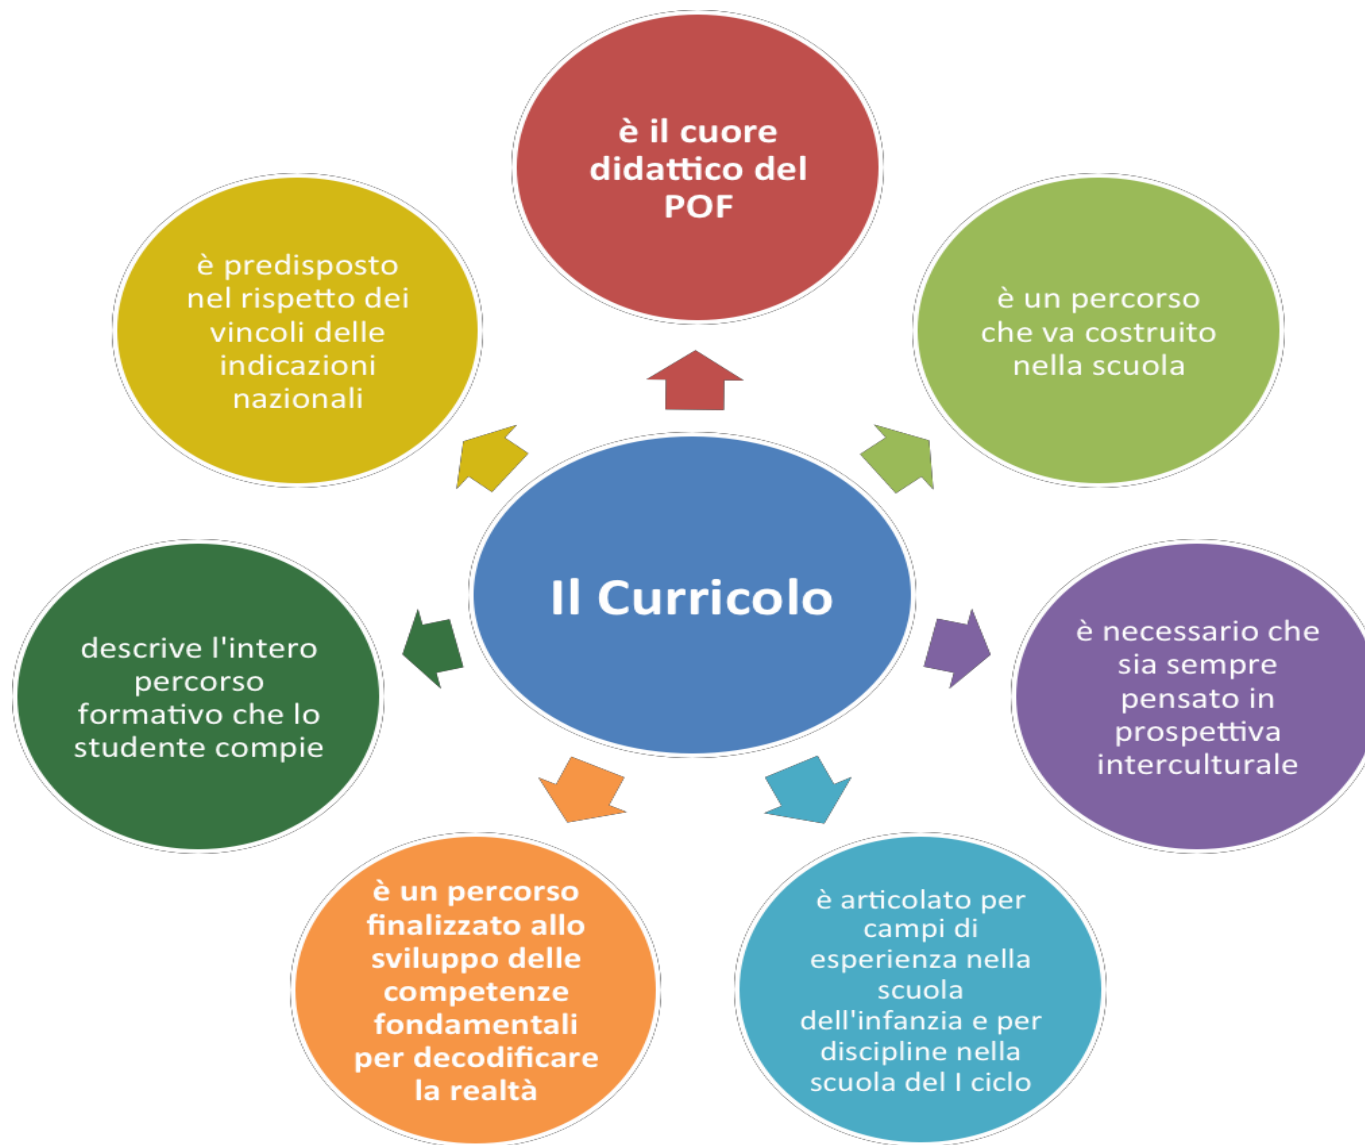 Il Curricolo
è il cuore
didattico del
POF
è un percorso
che va costruito
nella scuola
è necessario che
sia sempre
pensato in
prospettiva
interculturale
è articolato per
campi di
esperienza nella
scuola
dell'infanzia e per
discipline nella
scuola del I ciclo
è un percorso
finalizzato allo
sviluppo delle
competenze
fondamentali
per decodificare
la realtà
descrive l'intero
percorso
formativo che lo
studente compie
è predisposto
nel rispetto dei
vincoli delle
indicazioni
nazionali